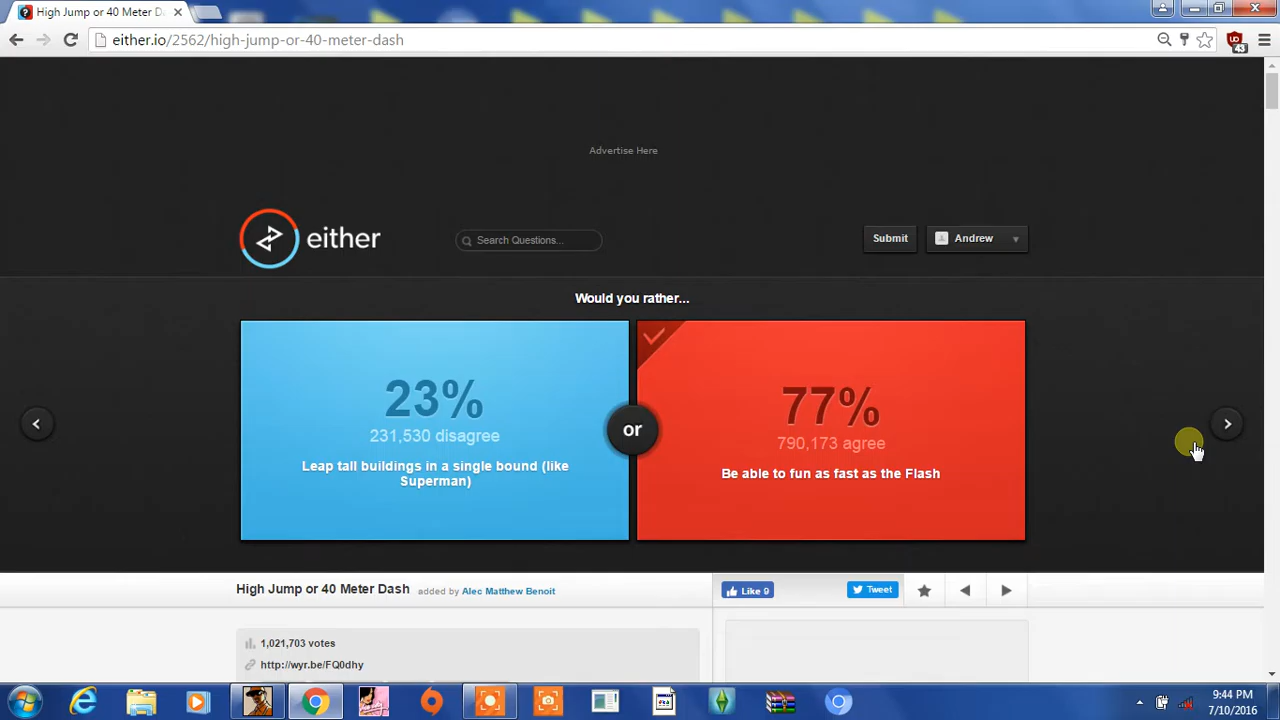 High Jump or 40 Meter D
either.io/2562/high-jump-or-40-meter-dash
43
Advertise Here
either
Search Questions...
Submit
Andrew
Would you rather...
23%
231,530 disagree
Leap tall buildings in a single bound (like
Superman)
or
77%
790,173 agree
Be able to fun as fast as the Flash
High Jump or 40 Meter Dash added by Alec Matthew Benoit
Like 9
Tweet
1,021,703 votes
http://wyr.be/FQ0dhy
9:44 PM
7/10/2016